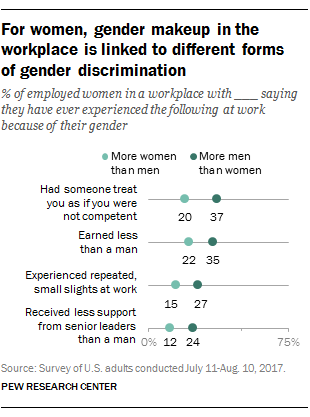 For women, gender makeup in the
workplace is linked to different forms
of gender discrimination
% of employed women in a workplace with ____ saying
they have ever experienced the following at work
because of their gender
More women than men
More men than women
Had someone treat
you as if you were
not competent
20 37
Earned less
than a man
22 35
Experienced repeated,
small slights at work
15 27
Received less support
from senior leaders
than a man
0% 12 24 75%
Source: Survey of U.S. adults conducted July 11-Aug. 10, 2017.
PEW RESEARCH CENTER